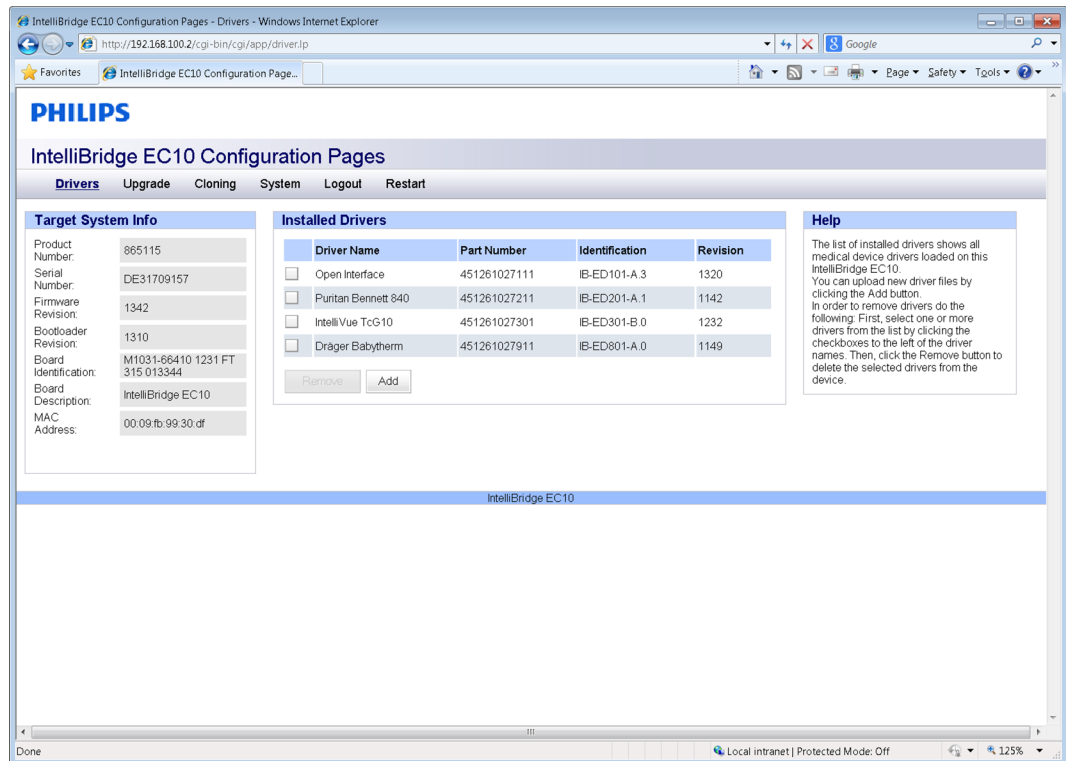 IntelliBridge EC10 Configuration Pages - Drivers - Windows Internet Explorer
http://192.168.100.2/cgi-bin/cgi/app/driver.lp
Google
Favorites
IntelliBridge EC10 Configuration Page...
Page
Safety
Tools
PHILIPS
IntelliBridge EC10 Configuration Pages
Drivers Upgrade Cloning System Logout Restart
Target System Info
Product Number: 865115
Serial Number: DE31709157
Firmware Revision: 1342
Bootloader Revision: 1310
Board Identification: M1031-66410 1231 FT 315 013344
Board Description: IntelliBridge EC10
MAC Address: 00:09:fb:99:30:df
Installed Drivers
Driver Name Part Number Identification Revision
Open Interface 451261027111 IB-ED101-A.3 1320
Puritan Bennett 840 451261027211 IB-ED201-A.1 1142
IntelliVue TcG10 451261027301 IB-ED301-B.0 1232
Dräger Babytherm 451261027911 IB-ED801-A.0 1149
Remove Add
Help
The list of installed drivers shows all
medical device drivers loaded on this
IntelliBridge EC10.
You can upload new driver files by
clicking the Add button.
In order to remove drivers do the
following: First, select one or more
drivers from the list by clicking the
checkboxes to the left of the driver
names. Then, click the Remove button to
delete the selected drivers from the
device.
IntelliBridge EC10
Done
Local intranet | Protected Mode: Off
125%